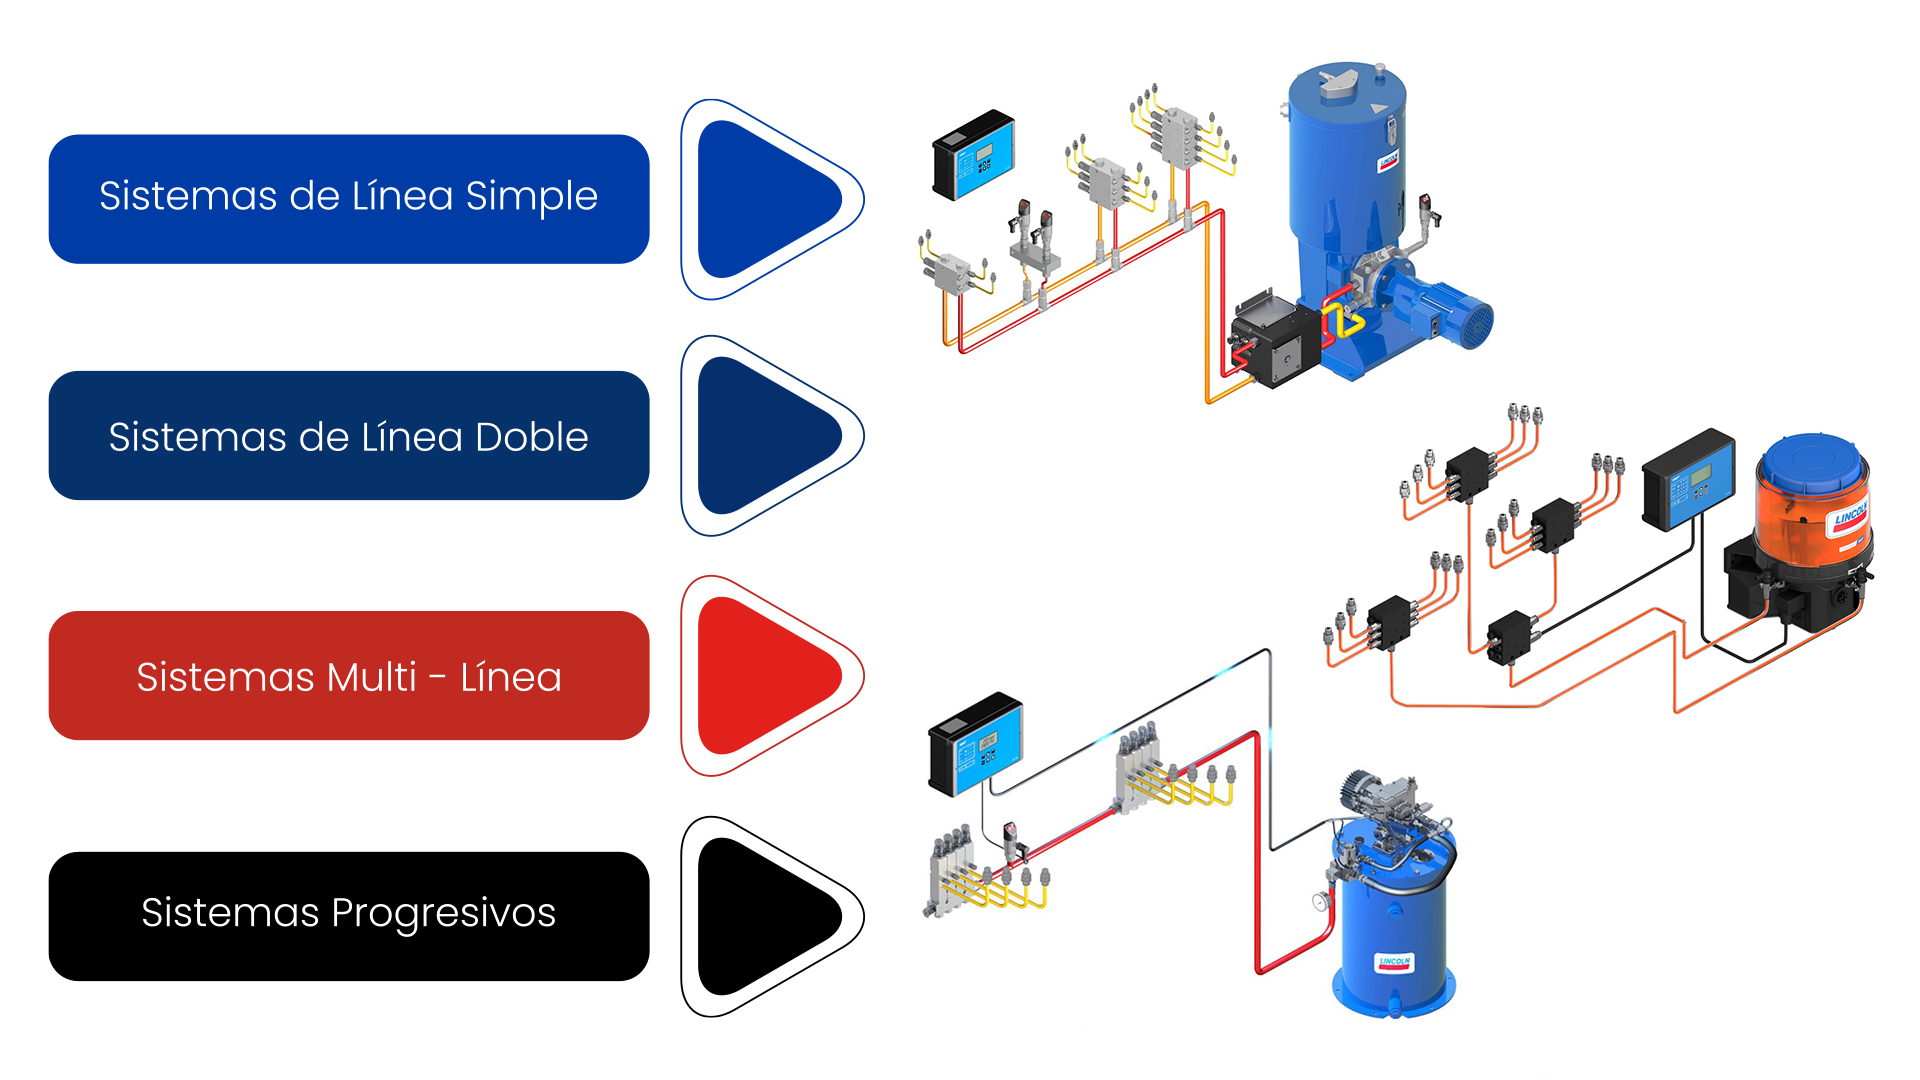 Sistemas de Línea Simple
Sistemas de Línea Doble
Sistemas Multi - Línea
Sistemas Progresivos
LINCOLN
LINCOLN
LINCOLN